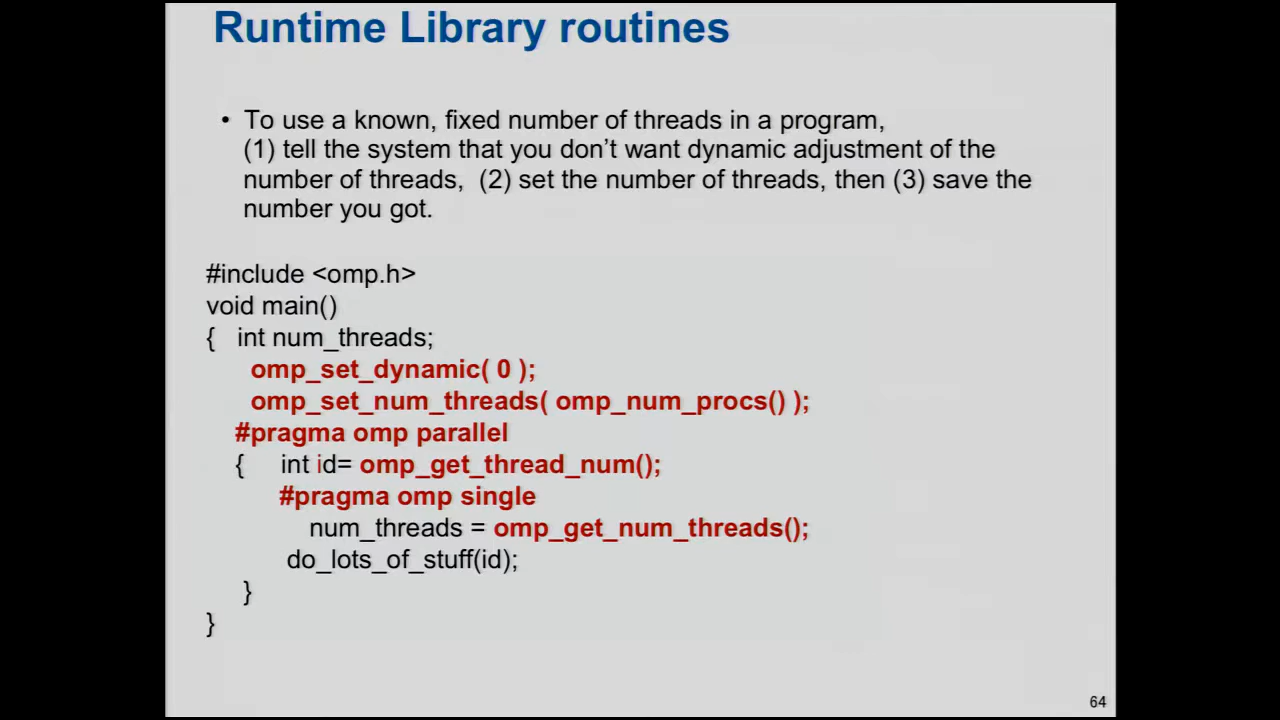 Runtime Library routines
• To use a known, fixed number of threads in a program,
(1) tell the system that you don’t want dynamic adjustment of the
number of threads, (2) set the number of threads, then (3) save the
number you got.
#include <omp.h>
void main()
{ int num_threads;
omp_set_dynamic( 0 );
omp_set_num_threads( omp_num_procs() );
#pragma omp parallel
{ int id= omp_get_thread_num();
#pragma omp single
num_threads = omp_get_num_threads();
do_lots_of_stuff(id);
}
}
64